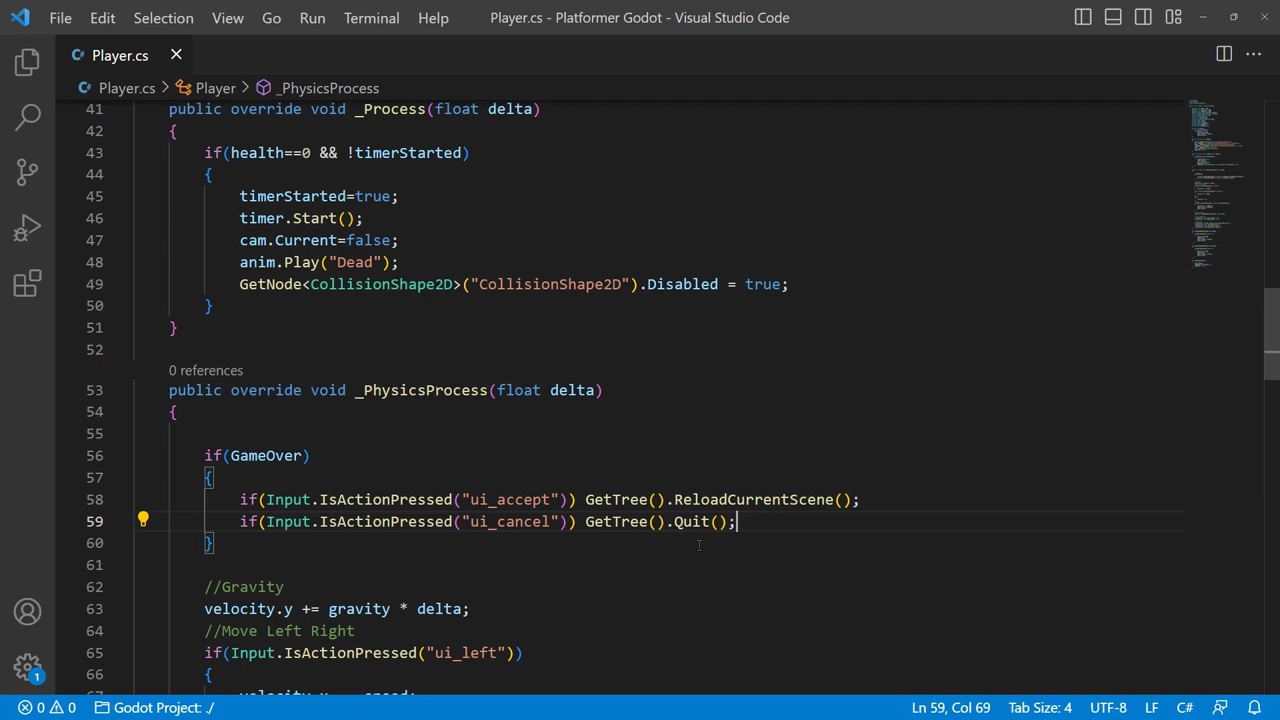 File Edit Selection View Go Run Terminal Help Player.cs - Platformer Godot - Visual Studio Code
Player.cs
Player.cs > Player > _PhysicsProcess
41 public override void _Process(float delta)
42 {
43 if(health==0 && !timerStarted)
44 {
45 timerStarted=true;
46 timer.Start();
47 cam.Current=false;
48 anim.Play("Dead");
49 GetNode<CollisionShape2D>("CollisionShape2D").Disabled = true;
50 }
51 }
52
0 references
53 public override void _PhysicsProcess(float delta)
54 {
55
56 if(GameOver)
57 {
58 if(Input.IsActionPressed("ui_accept")) GetTree().ReloadCurrentScene();
59 if(Input.IsActionPressed("ui_cancel")) GetTree().Quit();
60 }
61
62 //Gravity
63 velocity.y += gravity * delta;
64 //Move Left Right
65 if(Input.IsActionPressed("ui_left"))
66 {
1
0 0 Godot Project: ./ Ln 59, Col 69 Tab Size: 4 UTF-8 LF C#